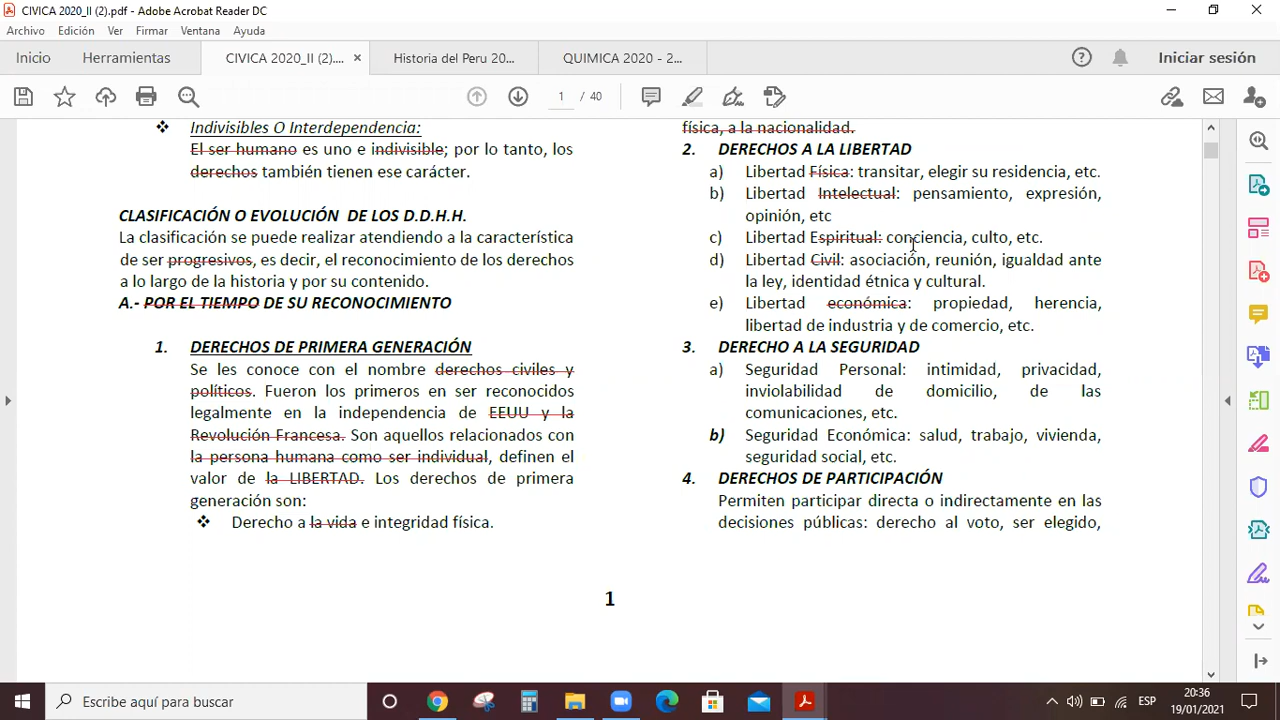 CIVICA 2020_II (2).pdf - Adobe Acrobat Reader DC
Archivo Edición Ver Firmar Ventana Ayuda
Inicio Herramientas CIVICA 2020_II (2).... × Historia del Peru 20... QUIMICA 2020 - 2... Iniciar sesión
1 / 40
Indivisibles O Interdependencia:
El ser humano es uno e indivisible; por lo tanto, los
derechos también tienen ese carácter.
CLASIFICACIÓN O EVOLUCIÓN DE LOS D.D.H.H.
La clasificación se puede realizar atendiendo a la característica
de ser progresivos, es decir, el reconocimiento de los derechos
a lo largo de la historia y por su contenido.
A.- POR EL TIEMPO DE SU RECONOCIMIENTO
1. DERECHOS DE PRIMERA GENERACIÓN
Se les conoce con el nombre derechos civiles y
políticos. Fueron los primeros en ser reconocidos
legalmente en la independencia de EEUU y la
Revolución Francesa. Son aquellos relacionados con
la persona humana como ser individual, definen el
valor de la LIBERTAD. Los derechos de primera
generación son:
❖ Derecho a la vida e integridad física.
física, a la nacionalidad.
2. DERECHOS A LA LIBERTAD
a) Libertad Física: transitar, elegir su residencia, etc.
b) Libertad Intelectual: pensamiento, expresión,
opinión, etc
c) Libertad Espiritual: conciencia, culto, etc.
d) Libertad Civil: asociación, reunión, igualdad ante
la ley, identidad étnica y cultural.
e) Libertad económica: propiedad, herencia,
libertad de industria y de comercio, etc.
3. DERECHO A LA SEGURIDAD
a) Seguridad Personal: intimidad, privacidad,
inviolabilidad de domicilio, de las
comunicaciones, etc.
b) Seguridad Económica: salud, trabajo, vivienda,
seguridad social, etc.
4. DERECHOS DE PARTICIPACIÓN
Permiten participar directa o indirectamente en las
decisiones públicas: derecho al voto, ser elegido,
1
Escribe aquí para buscar
ESP
20:36
19/01/2021